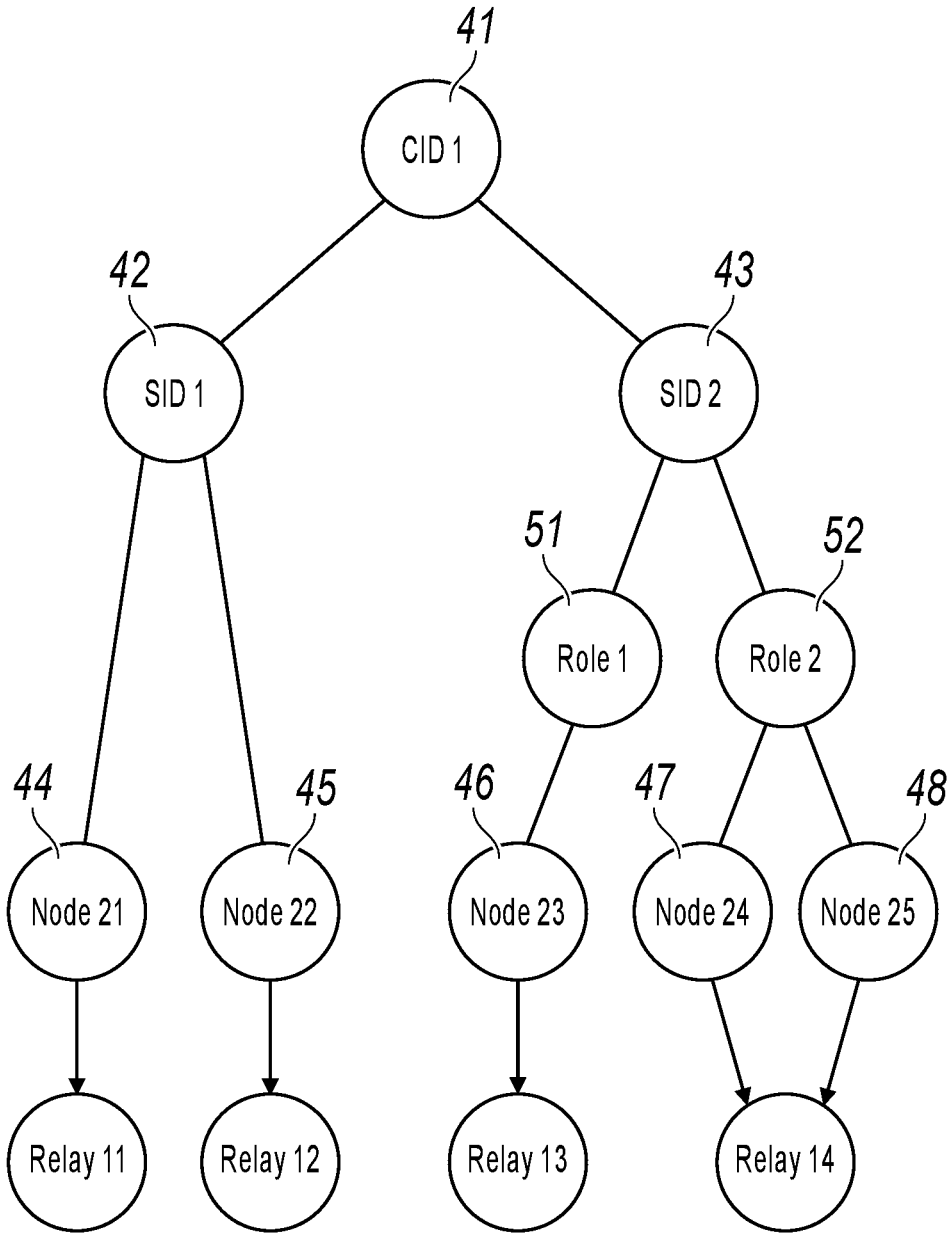 41
CID 1
42
43
SID 1
SID 2
51
52
Role 1
Role 2
44
45
46
47
48
Node 21
Node 22
Node 23
Node 24
Node 25
Relay 11
Relay 12
Relay 13
Relay 14